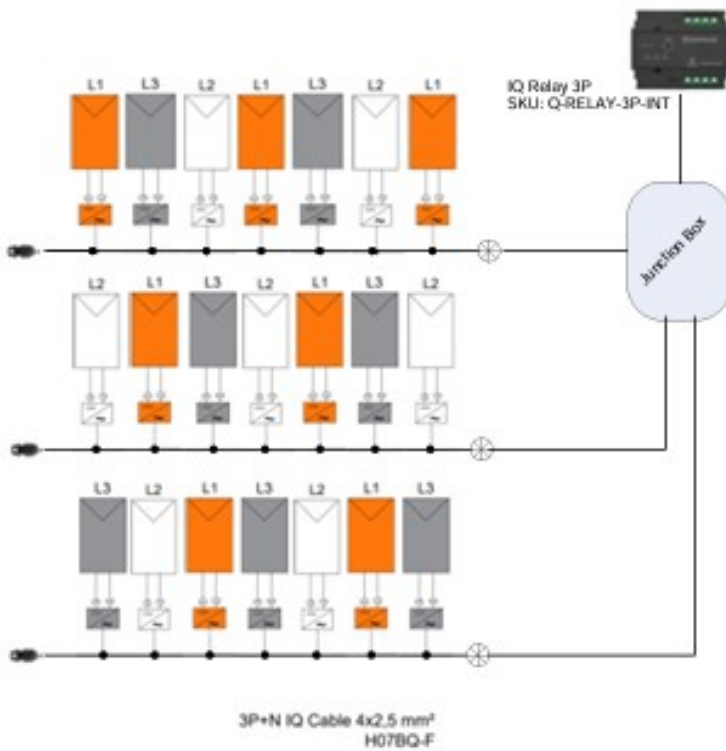 L1 L3 L2 L1 L3 L2 L1
IQ Relay 3P
SKU: Q-RELAY-3P-INT
Junction Box
L2 L1 L3 L2 L1 L3 L2
L3 L2 L1 L3 L2 L1 L3
3P+N IQ Cable 4x2,5 mm²
H07BQ-F